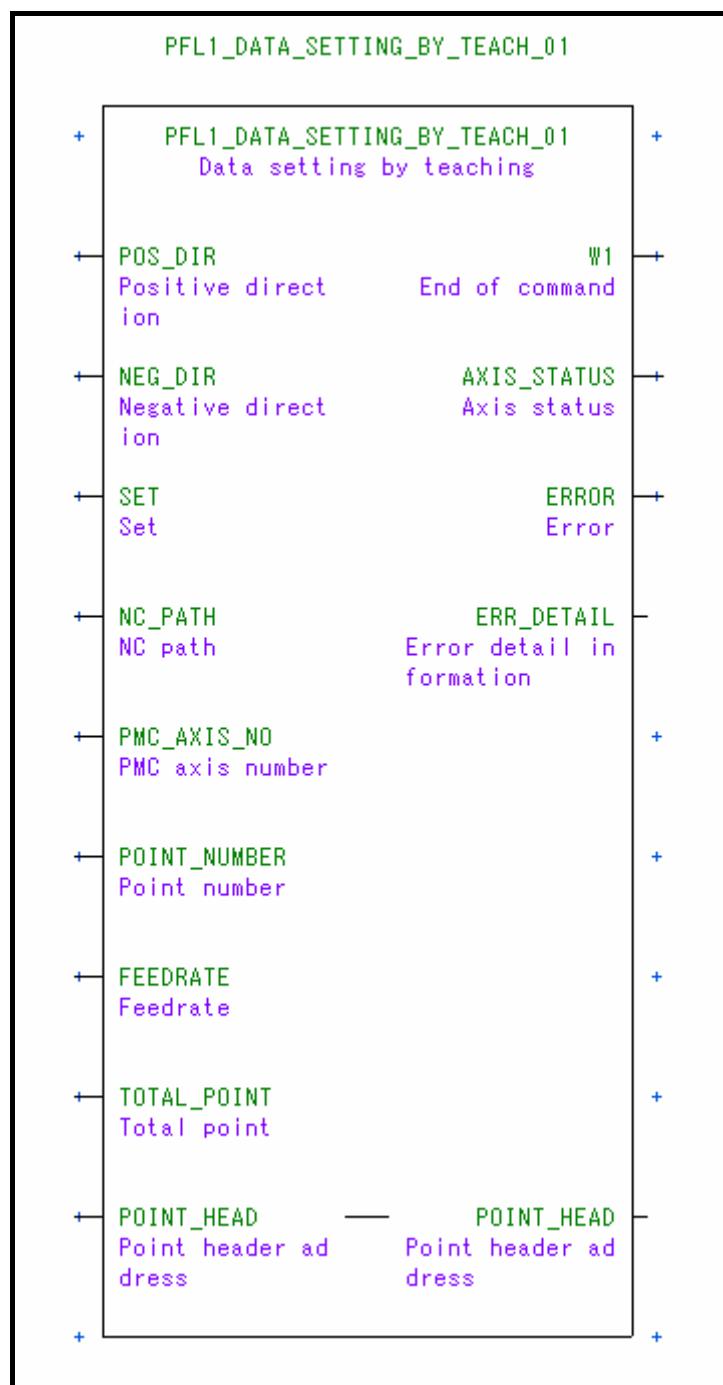 PFL1_DATA_SETTING_BY_TEACH_01
PFL1_DATA_SETTING_BY_TEACH_01
Data setting by teaching
POS_DIR W1
Positive direct End of command
ion
NEG_DIR AXIS_STATUS
Negative direct Axis status
ion
SET ERROR
Set Error
NC_PATH ERR_DETAIL
NC path Error detail in
formation
PMC_AXIS_NO
PMC axis number
POINT_NUMBER
Point number
FEEDRATE
Feedrate
TOTAL_POINT
Total point
POINT_HEAD POINT_HEAD
Point header ad Point header ad
dress dress